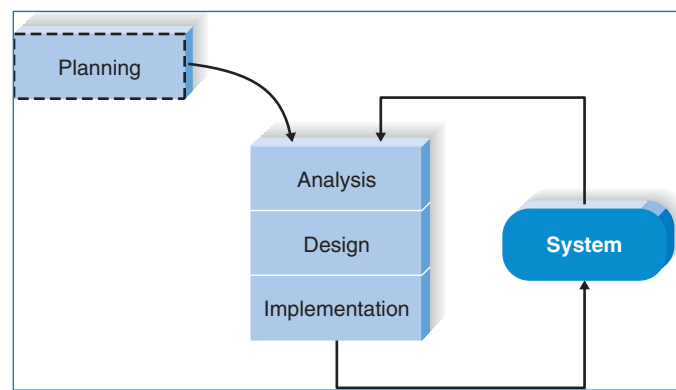 Planning
Analysis
Design
System
Implementation